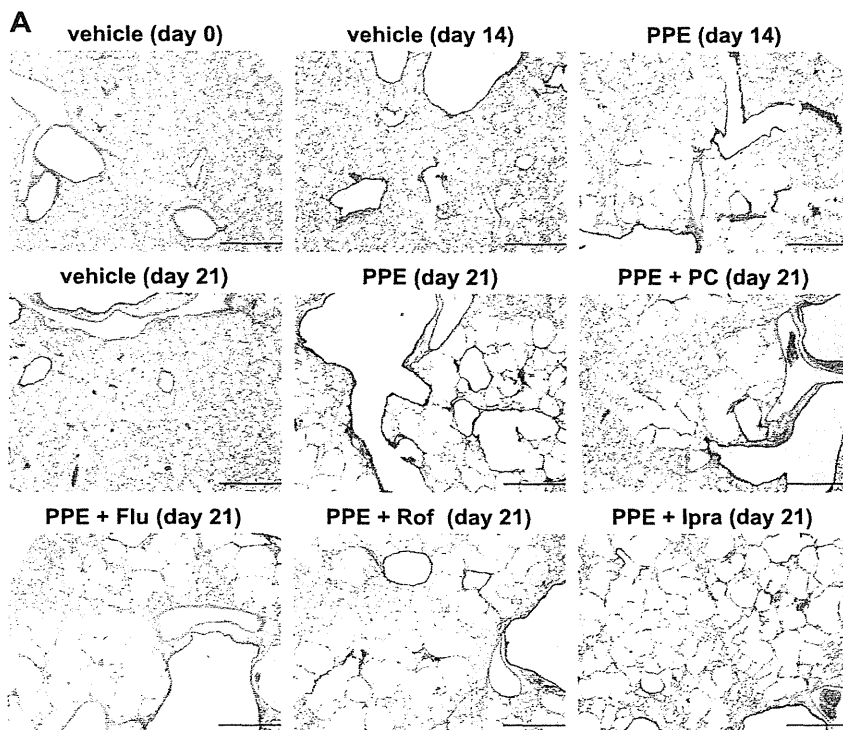 A
vehicle (day 0) vehicle (day 14) PPE (day 14)
vehicle (day 21) PPE (day 21) PPE + PC (day 21)
PPE + Flu (day 21) PPE + Rof (day 21) PPE + Ipra (day 21)